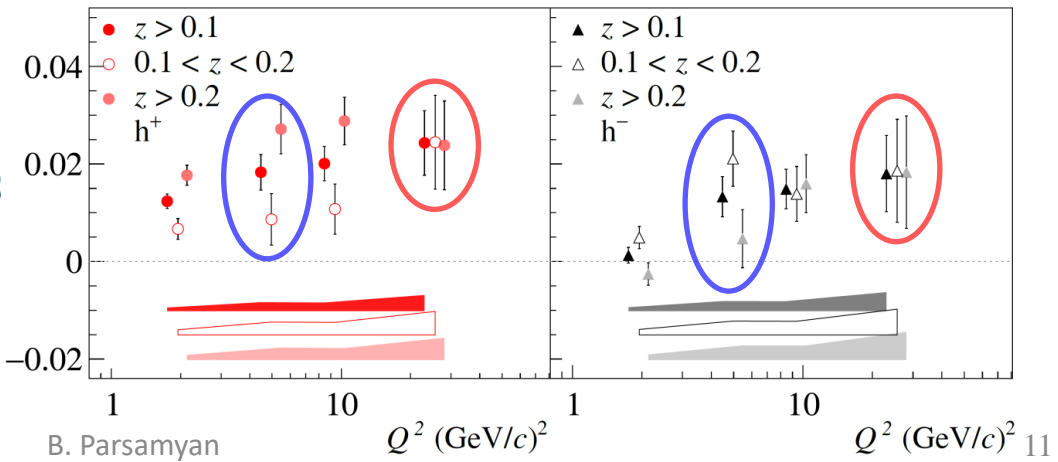 z > 0.1
0.1 < z < 0.2
z > 0.2
h⁺
z > 0.1
0.1 < z < 0.2
z > 0.2
h⁻
0.04
0.02
0
−0.02
1 10
1 10
Q² (GeV/c)²
Q² (GeV/c)²
B. Parsamyan
11